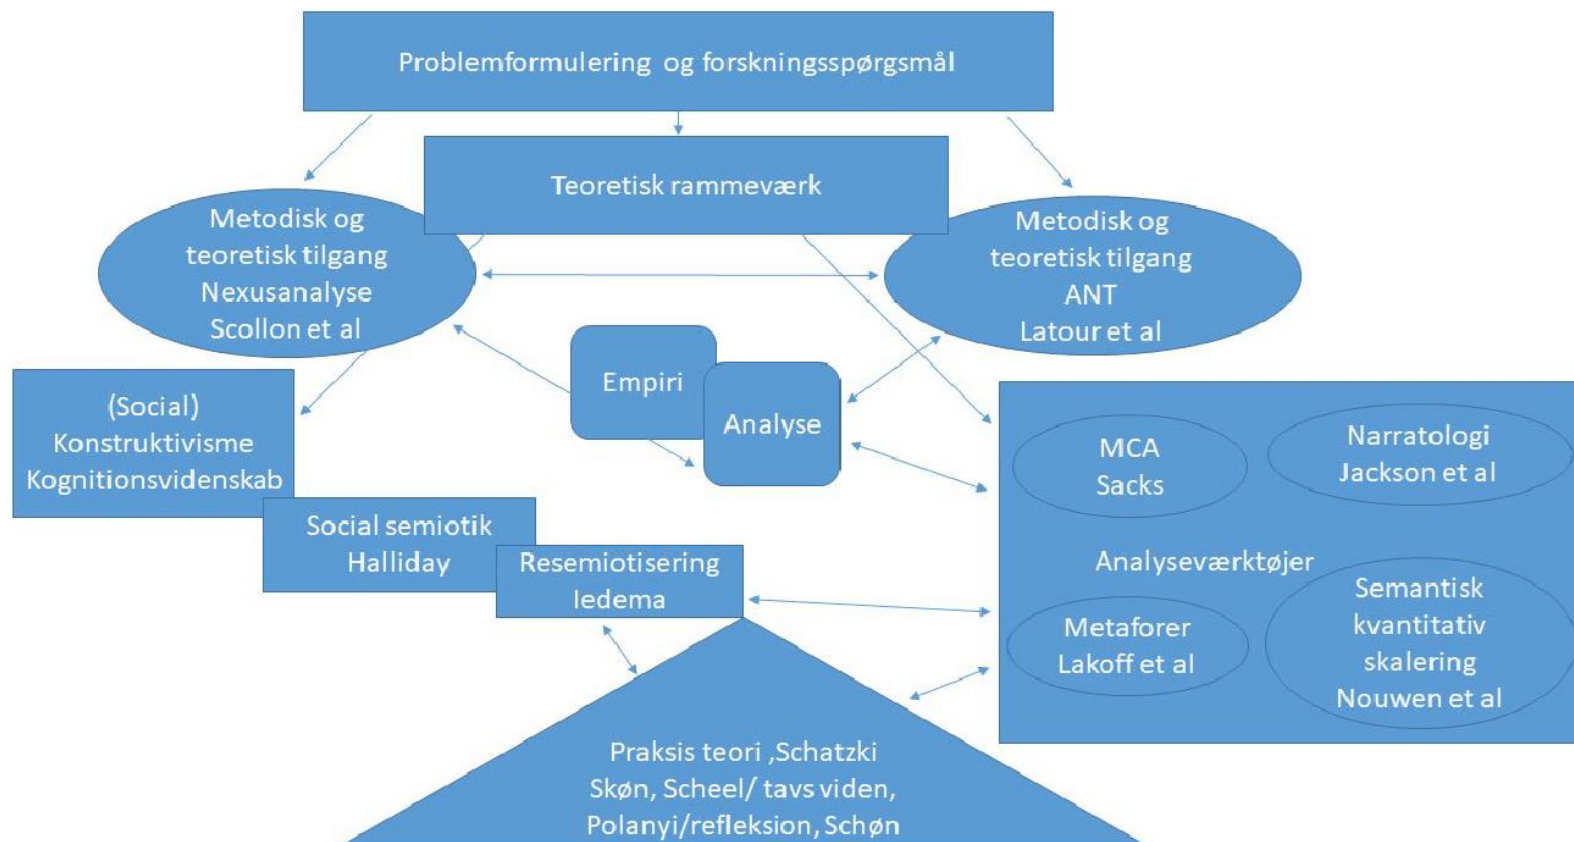 Problemformulering og forskningsspørgsmål
Teoretisk rammeværk
Metodisk og
teoretisk tilgang
Nexusanalyse
Scollon et al
Metodisk og
teoretisk tilgang
ANT
Latour et al
Empiri
Analyse
(Social)
Konstruktivisme
Kognitionsvidenskab
Social semiotik
Halliday
Resemiotisering
Iedema
MCA
Sacks
Narratologi
Jackson et al
Analyseværktøjer
Metaforer
Lakoff et al
Semantisk
kvantitativ
skalering
Nouwen et al
Praksis teori ,Schatzki
Skøn, Scheel/ tavs viden,
Polanyi/refleksion, Schøn